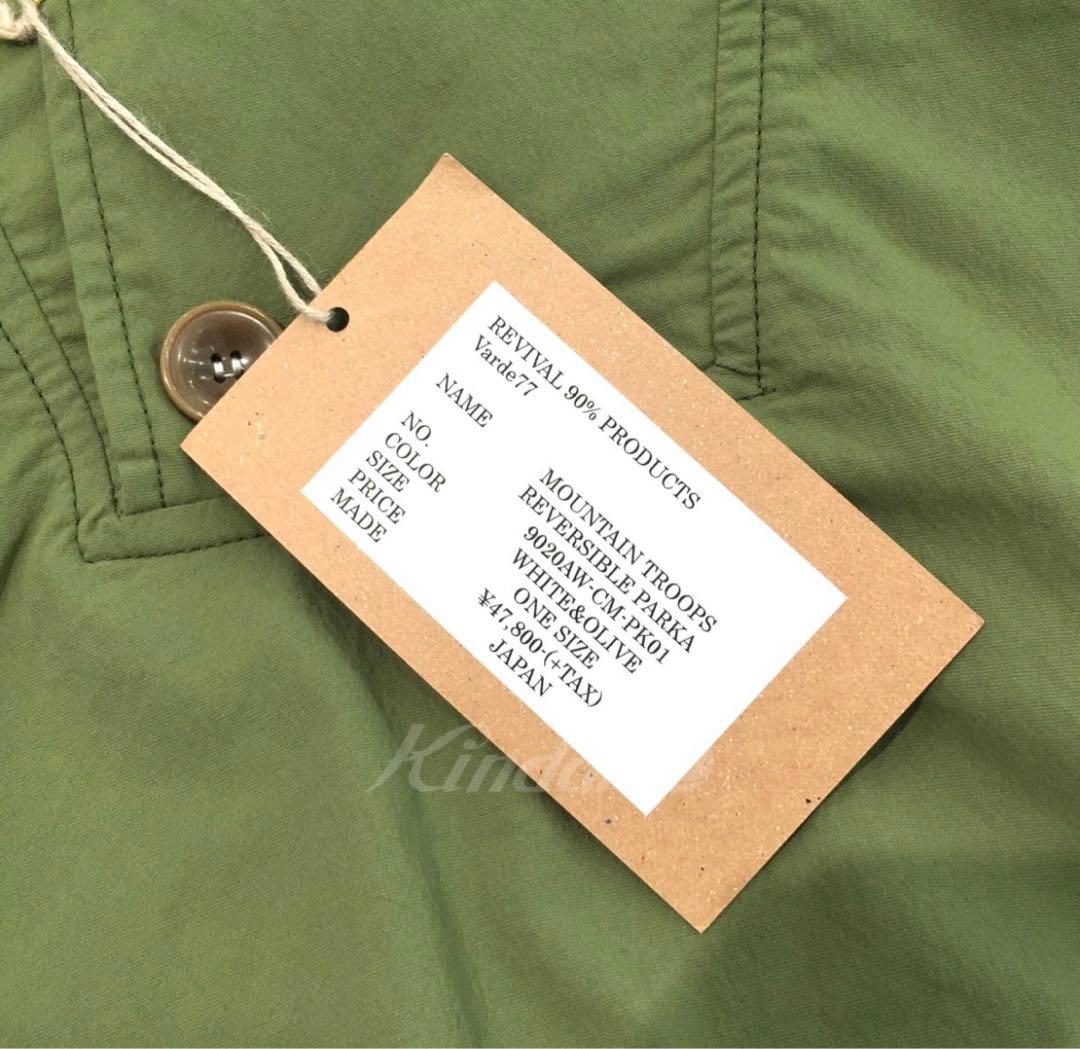 REVIVAL 90% PRODUCTS
Varde77
NAME MOUNTAIN TROOPS
REVERSIBLE PARKA
NO. 9020AW-CM-PK01
COLOR WHITE&OLIVE
SIZE ONE SIZE
PRICE ¥47,800-(+TAX)
MADE JAPAN